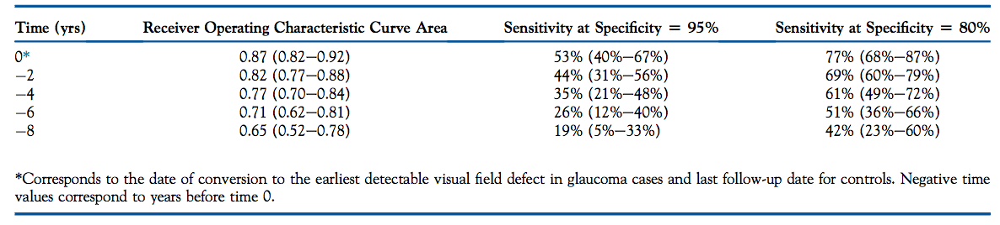 Time (yrs) Receiver Operating Characteristic Curve Area Sensitivity at Specificity = 95% Sensitivity at Specificity = 80%
0* 0.87 (0.82–0.92) 53% (40%–67%) 77% (68%–87%)
−2 0.82 (0.77–0.88) 44% (31%–56%) 69% (60%–79%)
−4 0.77 (0.70–0.84) 35% (21%–48%) 61% (49%–72%)
−6 0.71 (0.62–0.81) 26% (12%–40%) 51% (36%–66%)
−8 0.65 (0.52–0.78) 19% (5%–33%) 42% (23%–60%)
*Corresponds to the date of conversion to the earliest detectable visual field defect in glaucoma cases and last follow-up date for controls. Negative time
values correspond to years before time 0.